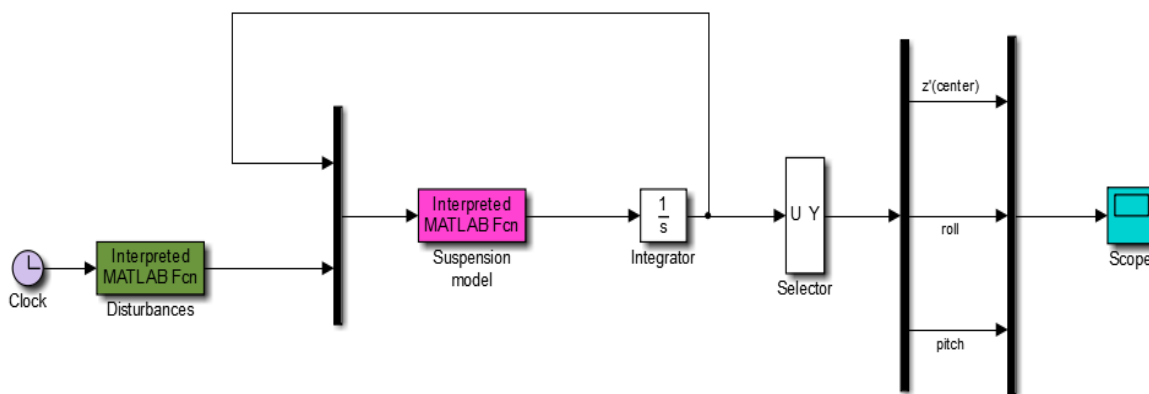 z'(center)
Interpreted
MATLAB Fcn
1
s
U Y
Suspension
model
Integrator
Selector
roll
Scope
Interpreted
MATLAB Fcn
Clock
Disturbances
pitch